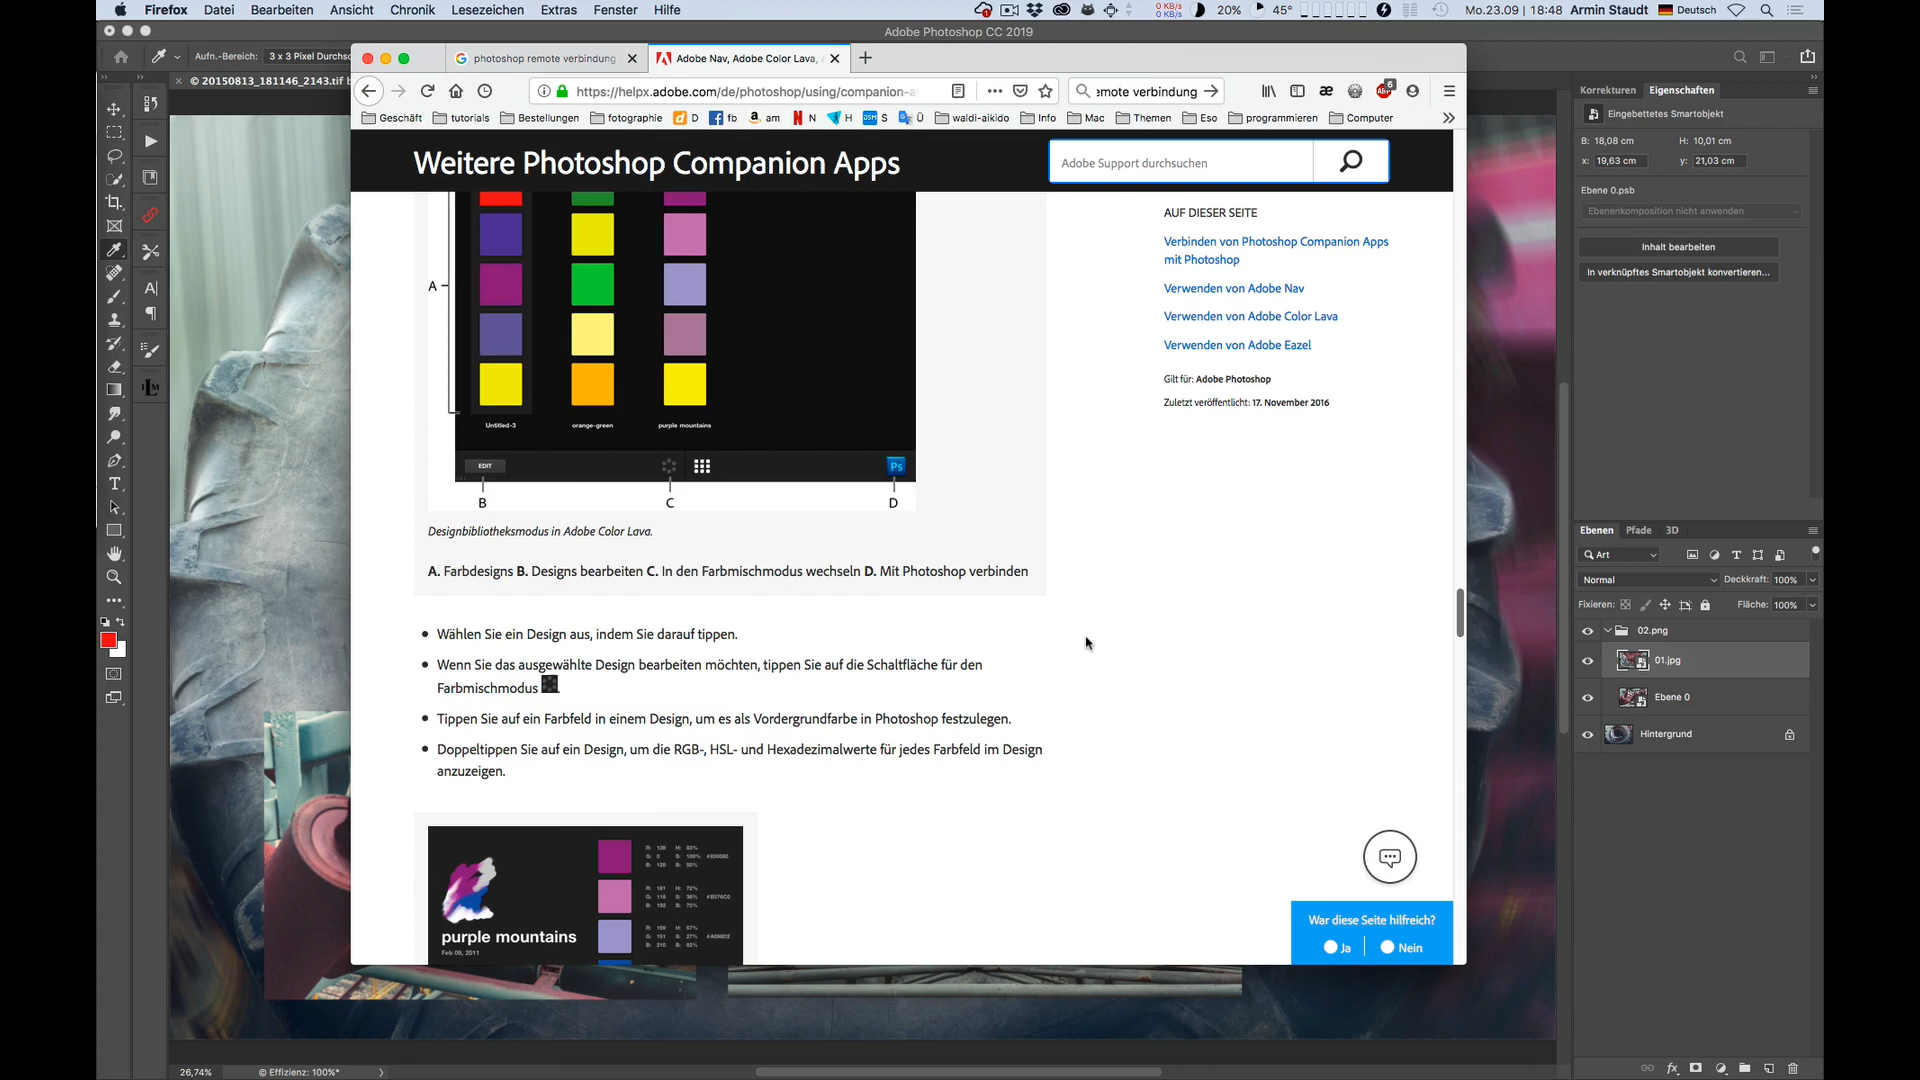 Firefox Datei Bearbeiten Ansicht Chronik Lesezeichen Extras Fenster Hilfe
0 KB/s
0 KB/s
20% 45° Mo.23.09 | 18:48 Armin Staudt Deutsch
Adobe Photoshop CC 2019
Aufn.-Bereich: 3 x 3 Pixel Durchsc
© 20150813_181146_2143.tif b
photoshop remote verbindung
Adobe Nav, Adobe Color Lava,
https://helpx.adobe.com/de/photoshop/using/companion-a
emote verbindung
6
Geschäft tutorials Bestellungen fotographie D fb am N H S Ü waldi-aikido Info Mac Themen Eso programmieren Computer
Weitere Photoshop Companion Apps
Adobe Support durchsuchen
A
Untitled-3 orange-green purple mountains
EDIT
Ps
B C D
Designbibliotheksmodus in Adobe Color Lava.
A. Farbdesigns B. Designs bearbeiten C. In den Farbmischmodus wechseln D. Mit Photoshop verbinden
Wählen Sie ein Design aus, indem Sie darauf tippen.
Wenn Sie das ausgewählte Design bearbeiten möchten, tippen Sie auf die Schaltfläche für den
Farbmischmodus .
Tippen Sie auf ein Farbfeld in einem Design, um es als Vordergrundfarbe in Photoshop festzulegen.
Doppeltippen Sie auf ein Design, um die RGB-, HSL- und Hexadezimalwerte für jedes Farbfeld im Design
anzuzeigen.
purple mountains
Feb 09, 2011
AUF DIESER SEITE
Verbinden von Photoshop Companion Apps
mit Photoshop
Verwenden von Adobe Nav
Verwenden von Adobe Color Lava
Verwenden von Adobe Eazel
Gilt für: Adobe Photoshop
Zuletzt veröffentlicht: 17. November 2016
War diese Seite hilfreich?
Ja Nein
Korrekturen Eigenschaften
Eingebettetes Smartobjekt
B: 18,08 cm H: 10,01 cm
x: 19,63 cm y: 21,03 cm
Ebene 0.psb
Ebenenkomposition nicht anwenden
Inhalt bearbeiten
In verknüpftes Smartobjekt konvertieren...
Ebenen Pfade 3D
Art
Normal Deckkraft: 100%
Fixieren: Fläche: 100%
02.png
01.jpg
Ebene 0
Hintergrund
26,74% © Effizienz: 100%*